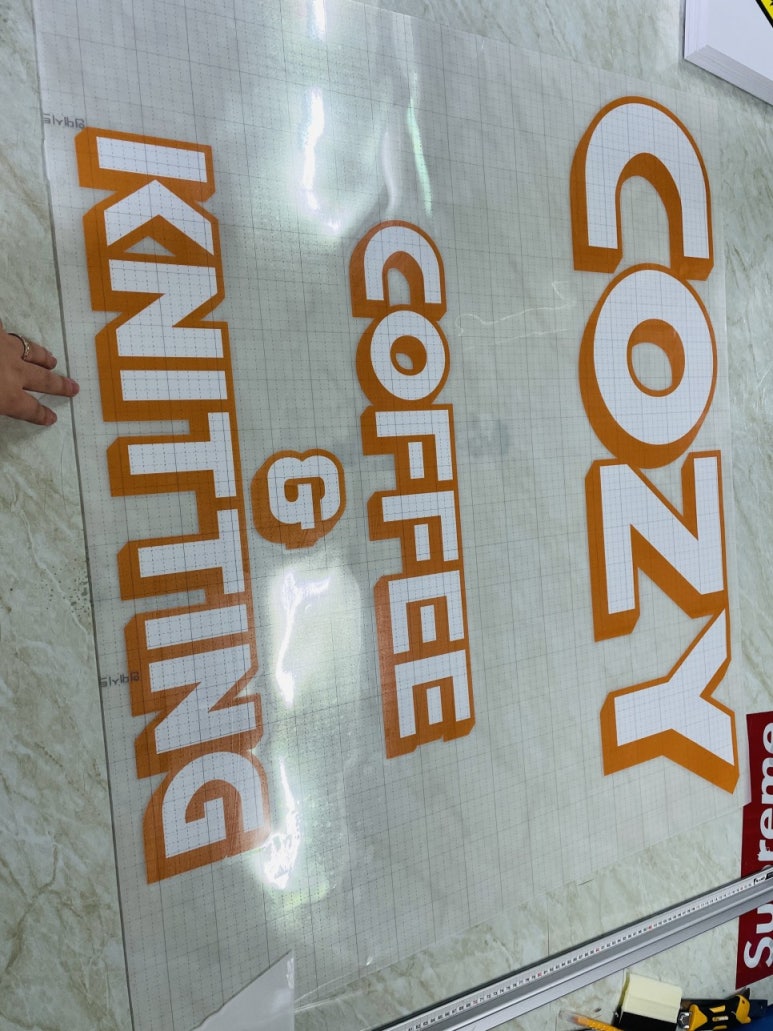 COZY
COFFEE
&
KNITTING
Supreme